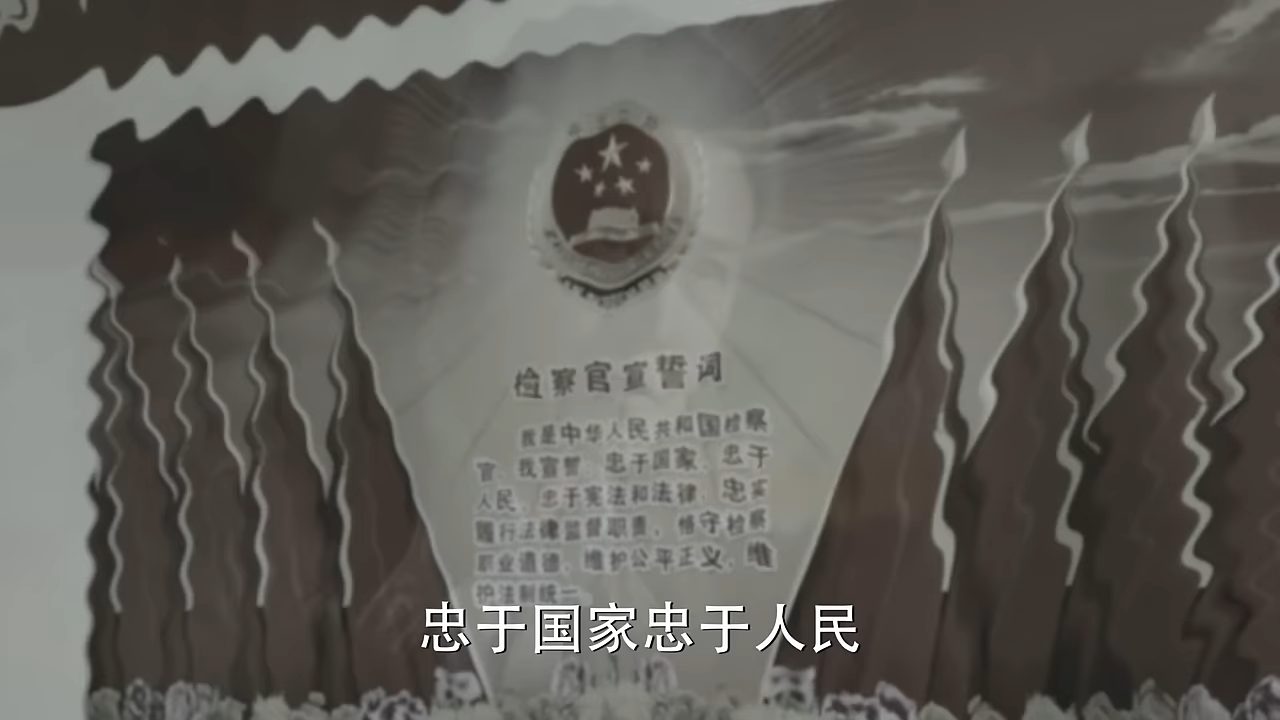 检察官宣誓词
我是中华人民共和国检察
官，我宣誓：忠于国家、忠于
人民，忠于宪法和法律，忠实
履行法律监督职责，恪守检察
职业道德，维护公平正义，维
护法制统一
忠于国家忠于人民